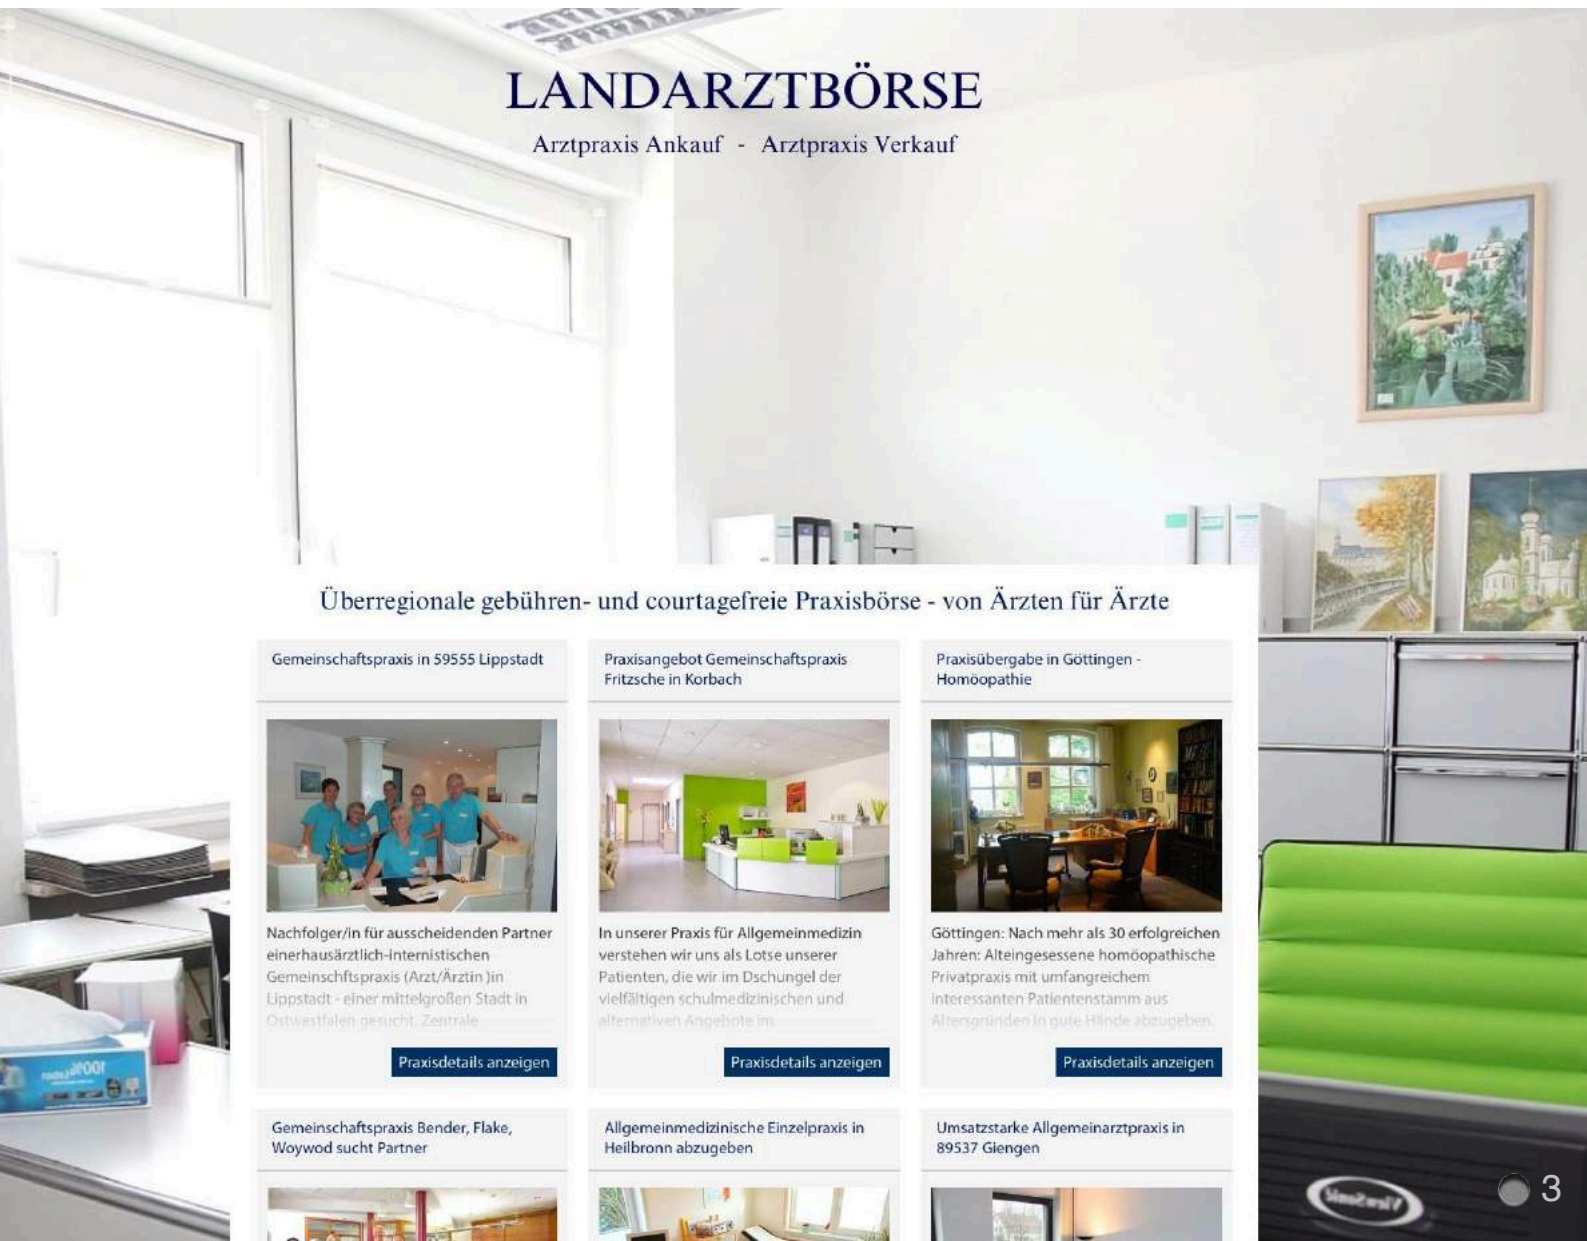 LANDARZTBÖRSE
Arztpraxis Ankauf - Arztpraxis Verkauf
Überregionale gebühren- und courtagefreie Praxisbörse - von Ärzten für Ärzte
Gemeinschaftspraxis in 59555 Lippstadt
Nachfolger/in für ausscheidenden Partner
einerhausärztlich-internistischen
Gemeinschftspraxis (Arzt/Ärztin )in
Lippstadt - einer mittelgroßen Stadt in
Ostwestfalen gesucht. Zentrale
Praxisdetails anzeigen
Praxisangebot Gemeinschaftspraxis
Fritzsche in Korbach
In unserer Praxis für Allgemeinmedizin
verstehen wir uns als Lotse unserer
Patienten, die wir im Dschungel der
vielfältigen schulmedizinischen und
alternativen Angebote im
Praxisdetails anzeigen
Praxisübergabe in Göttingen -
Homöopathie
Göttingen: Nach mehr als 30 erfolgreichen
Jahren: Alteingesessene homöopathische
Privatpraxis mit umfangreichem
interessanten Patientenstamm aus
Altersgründen in gute Hände abzugeben.
Praxisdetails anzeigen
Gemeinschaftspraxis Bender, Flake,
Woywod sucht Partner
Allgemeinmedizinische Einzelpraxis in
Heilbronn abzugeben
Umsatzstarke Allgemeinarztpraxis in
89537 Giengen
ViewSonic
3